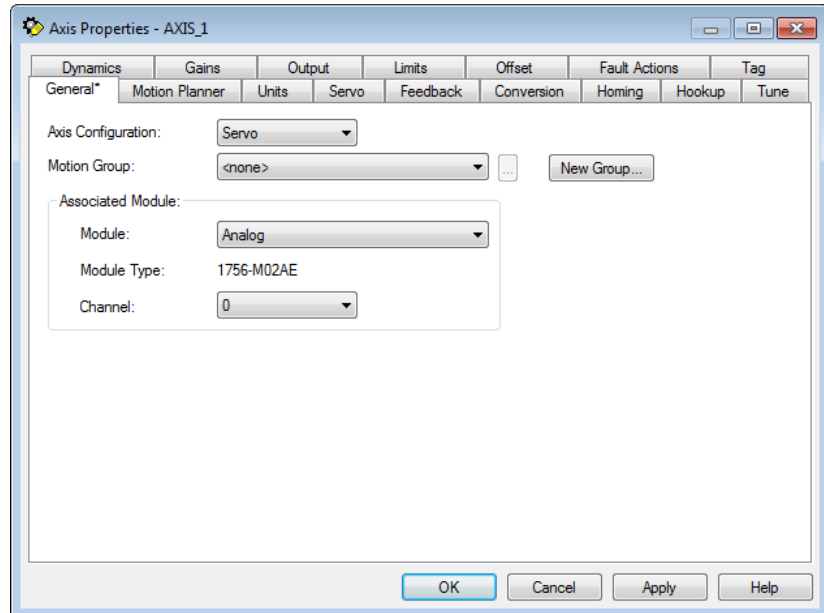 Axis Properties - AXIS_1
Dynamics Gains Output Limits Offset Fault Actions Tag
General* Motion Planner Units Servo Feedback Conversion Homing Hookup Tune
Axis Configuration: Servo
Motion Group: <none> ... New Group...
Associated Module:
Module: Analog
Module Type: 1756-M02AE
Channel: 0
OK Cancel Apply Help